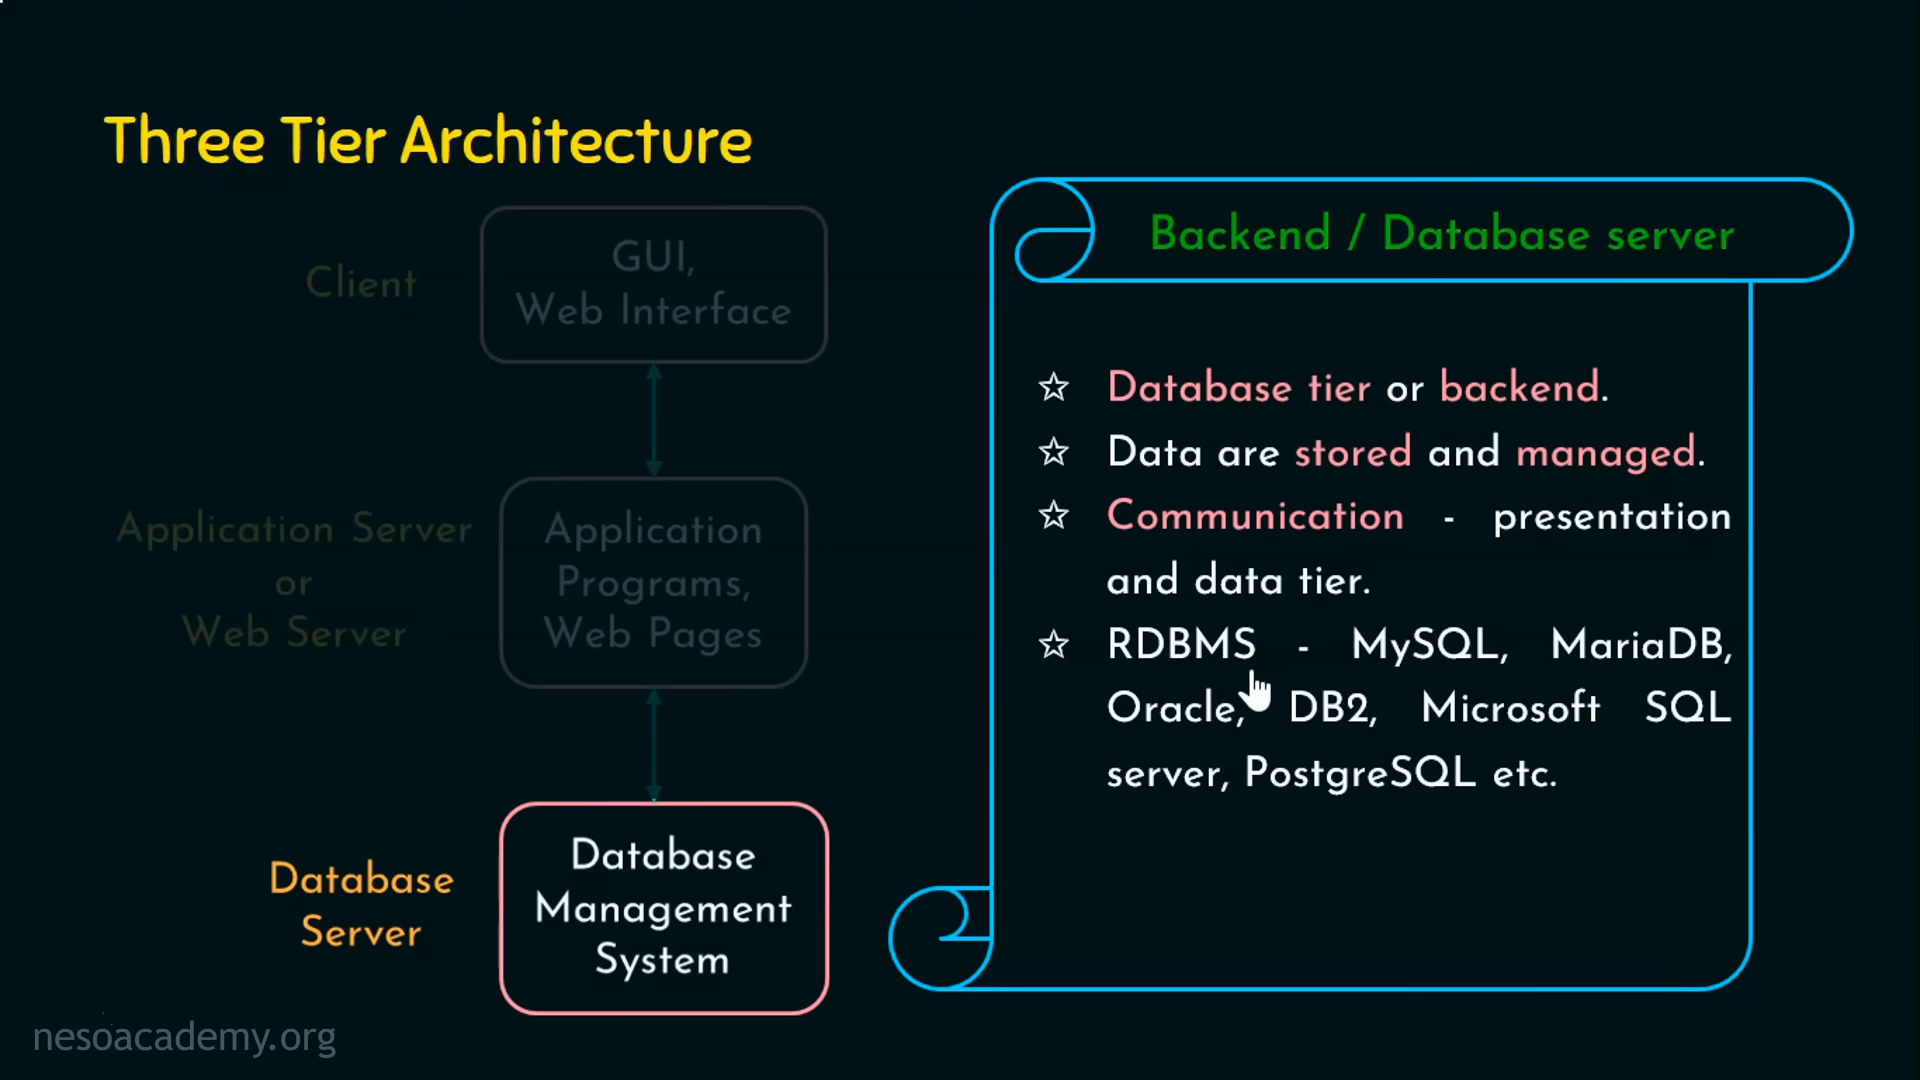 Three Tier Architecture
Client
GUI,
Web Interface
Application Server
or
Web Server
Application
Programs,
Web Pages
Database
Server
Database
Management
System
Backend / Database server
☆ Database tier or backend.
☆ Data are stored and managed.
☆ Communication - presentation
and data tier.
☆ RDBMS - MySQL, MariaDB,
Oracle, DB2, Microsoft SQL
server, PostgreSQL etc.
nesoacademy.org